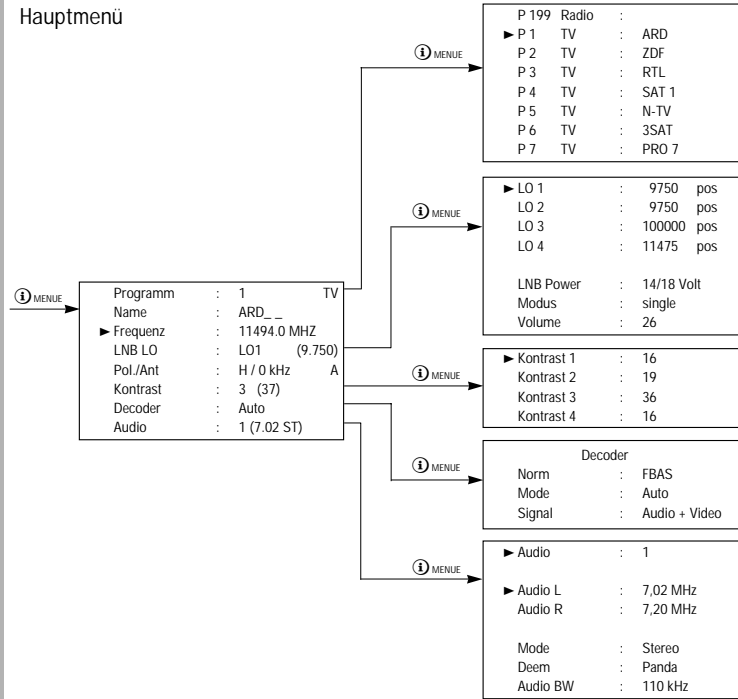 Hauptmenü
i MENUE
Programm : 1 TV
Name : ARD_ _
► Frequenz : 11494.0 MHZ
LNB LO : LO1 (9.750)
Pol./Ant : H / 0 kHz A
Kontrast : 3 (37)
Decoder : Auto
Audio : 1 (7.02 ST)
i MENUE
P 199 Radio :
► P 1 TV : ARD
P 2 TV : ZDF
P 3 TV : RTL
P 4 TV : SAT 1
P 5 TV : N-TV
P 6 TV : 3SAT
P 7 TV : PRO 7
i MENUE
► LO 1 : 9750 pos
LO 2 : 9750 pos
LO 3 : 100000 pos
LO 4 : 11475 pos
LNB Power : 14/18 Volt
Modus : single
Volume : 26
i MENUE
► Kontrast 1 : 16
Kontrast 2 : 19
Kontrast 3 : 36
Kontrast 4 : 16
i MENUE
Decoder
Norm : FBAS
Mode : Auto
Signal : Audio + Video
i MENUE
► Audio : 1
► Audio L : 7,02 MHz
Audio R : 7,20 MHz
Mode : Stereo
Deem : Panda
Audio BW : 110 kHz